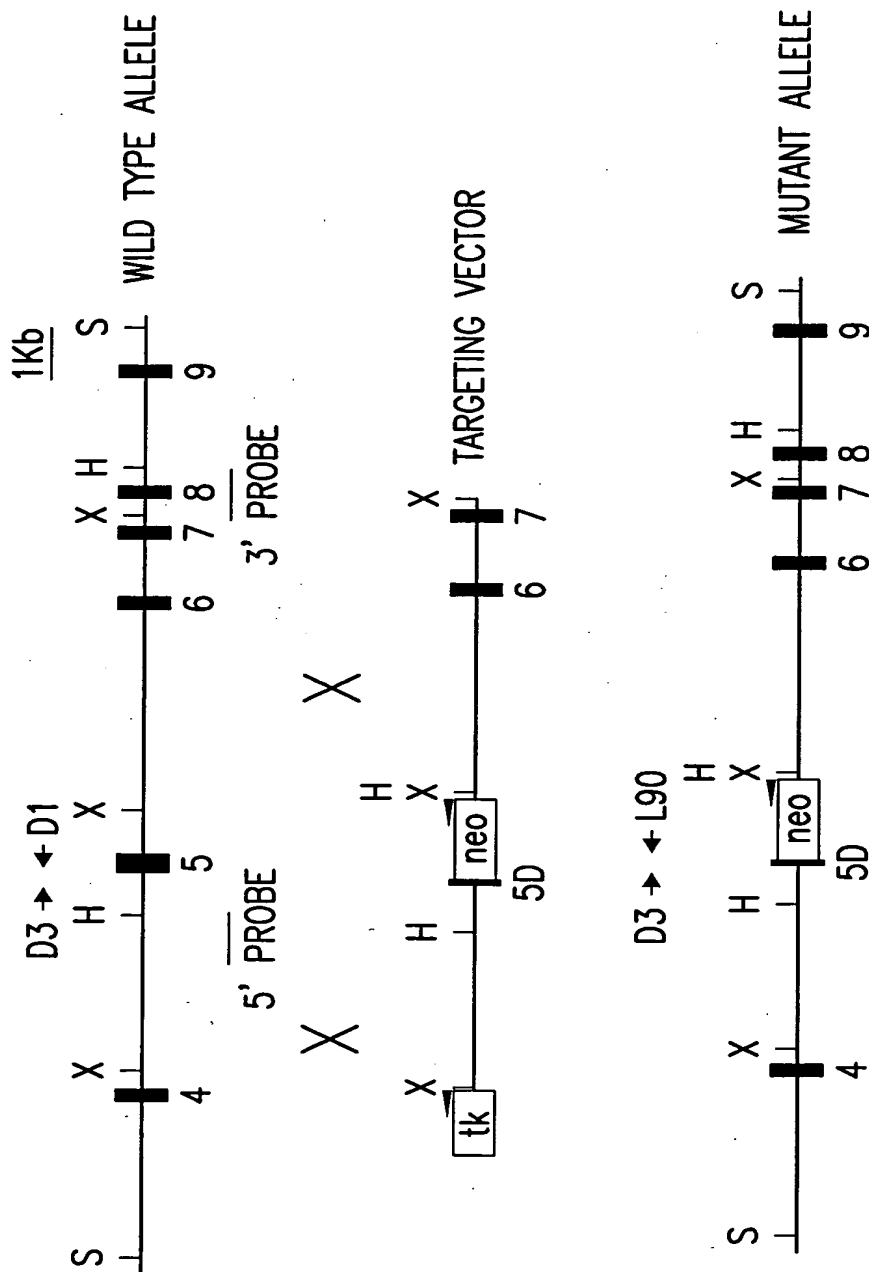 1Kb
D3 → ← D1
S X H X X H S
WILD TYPE ALLELE
4 5 6 7 8 9
5' PROBE 3' PROBE
X X
H
X H X X
tk neo TARGETING VECTOR
5D 6 7
D3 → ← L90
H
S X H X X H S
neo MUTANT ALLELE
4 5D 6 7 8 9